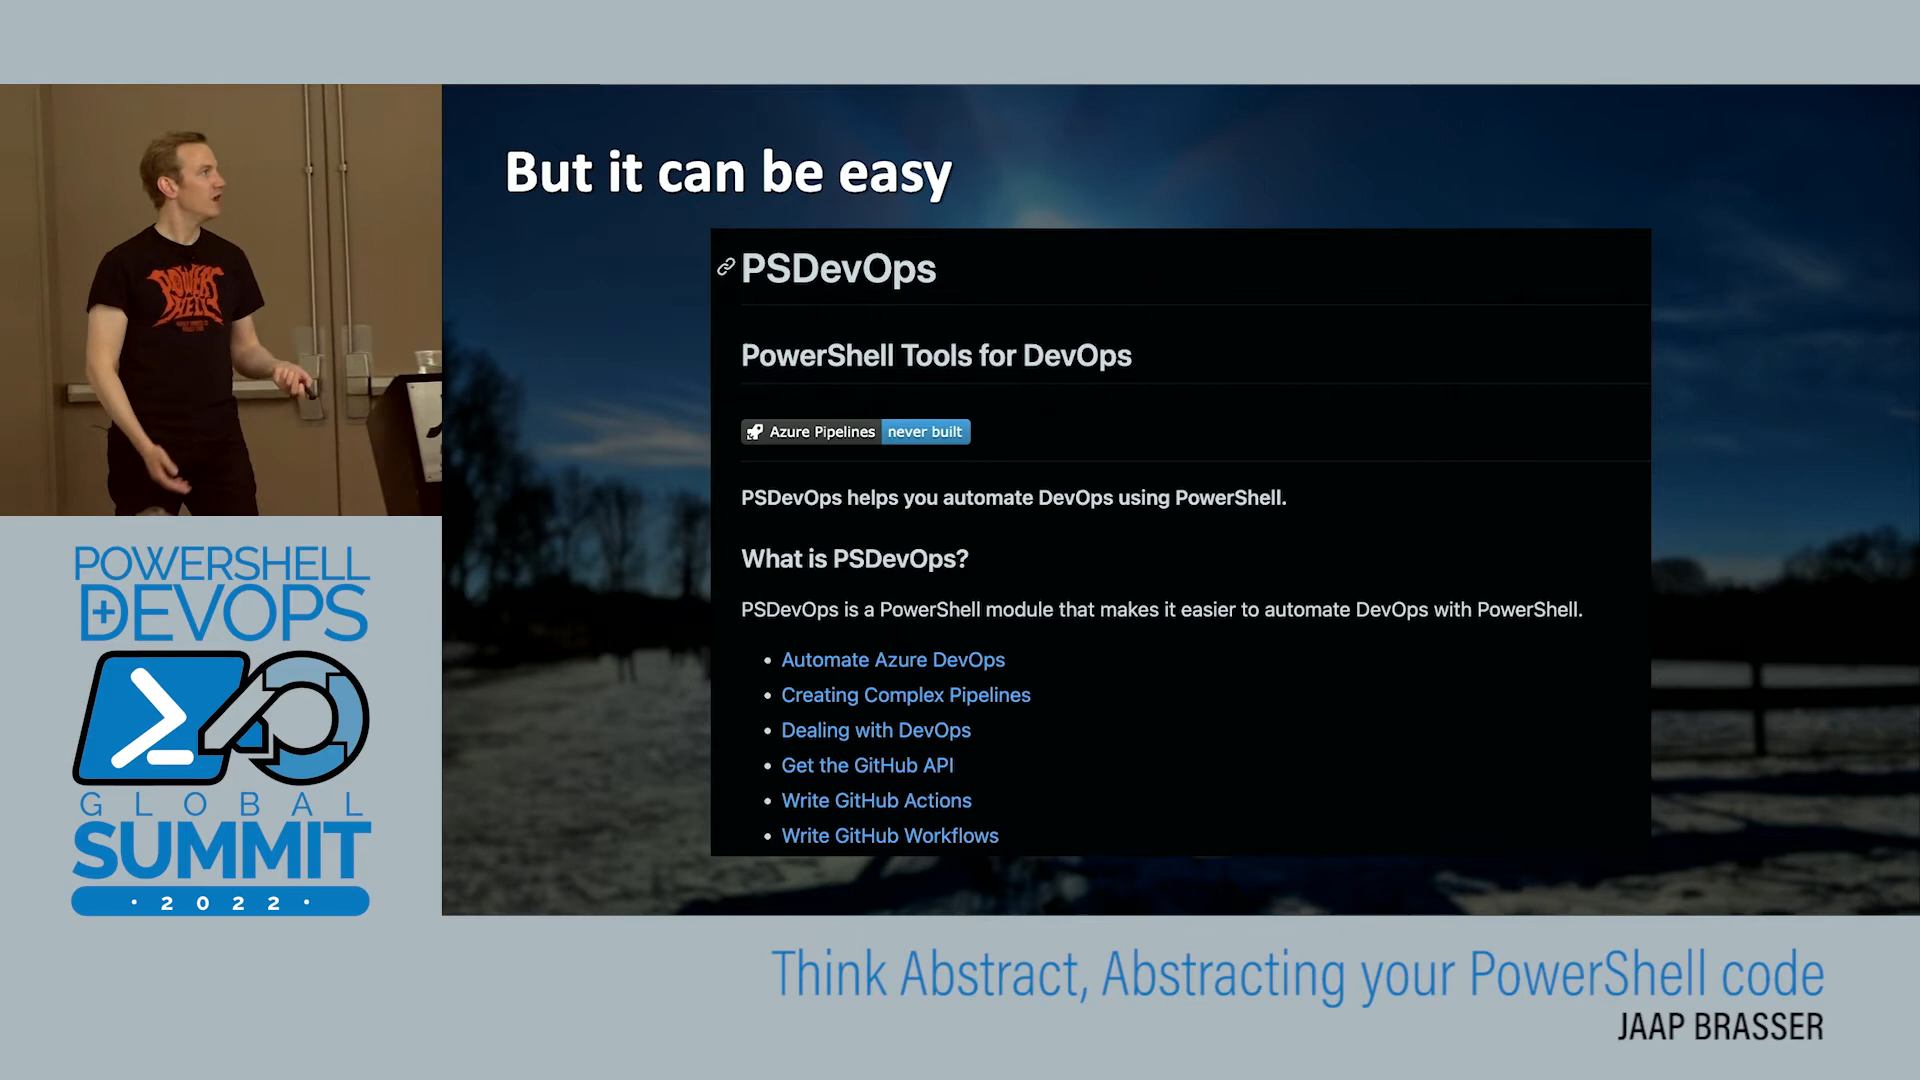 But it can be easy
PSDevOps
PowerShell Tools for DevOps
Azure Pipelines never built
PSDevOps helps you automate DevOps using PowerShell.
What is PSDevOps?
PSDevOps is a PowerShell module that makes it easier to automate DevOps with PowerShell.
Automate Azure DevOps
Creating Complex Pipelines
Dealing with DevOps
Get the GitHub API
Write GitHub Actions
Write GitHub Workflows
POWER
SHELL
POWERSHELL
DEVOPS
GLOBAL
SUMMIT
· 2022 ·
Think Abstract, Abstracting your PowerShell code
JAAP BRASSER